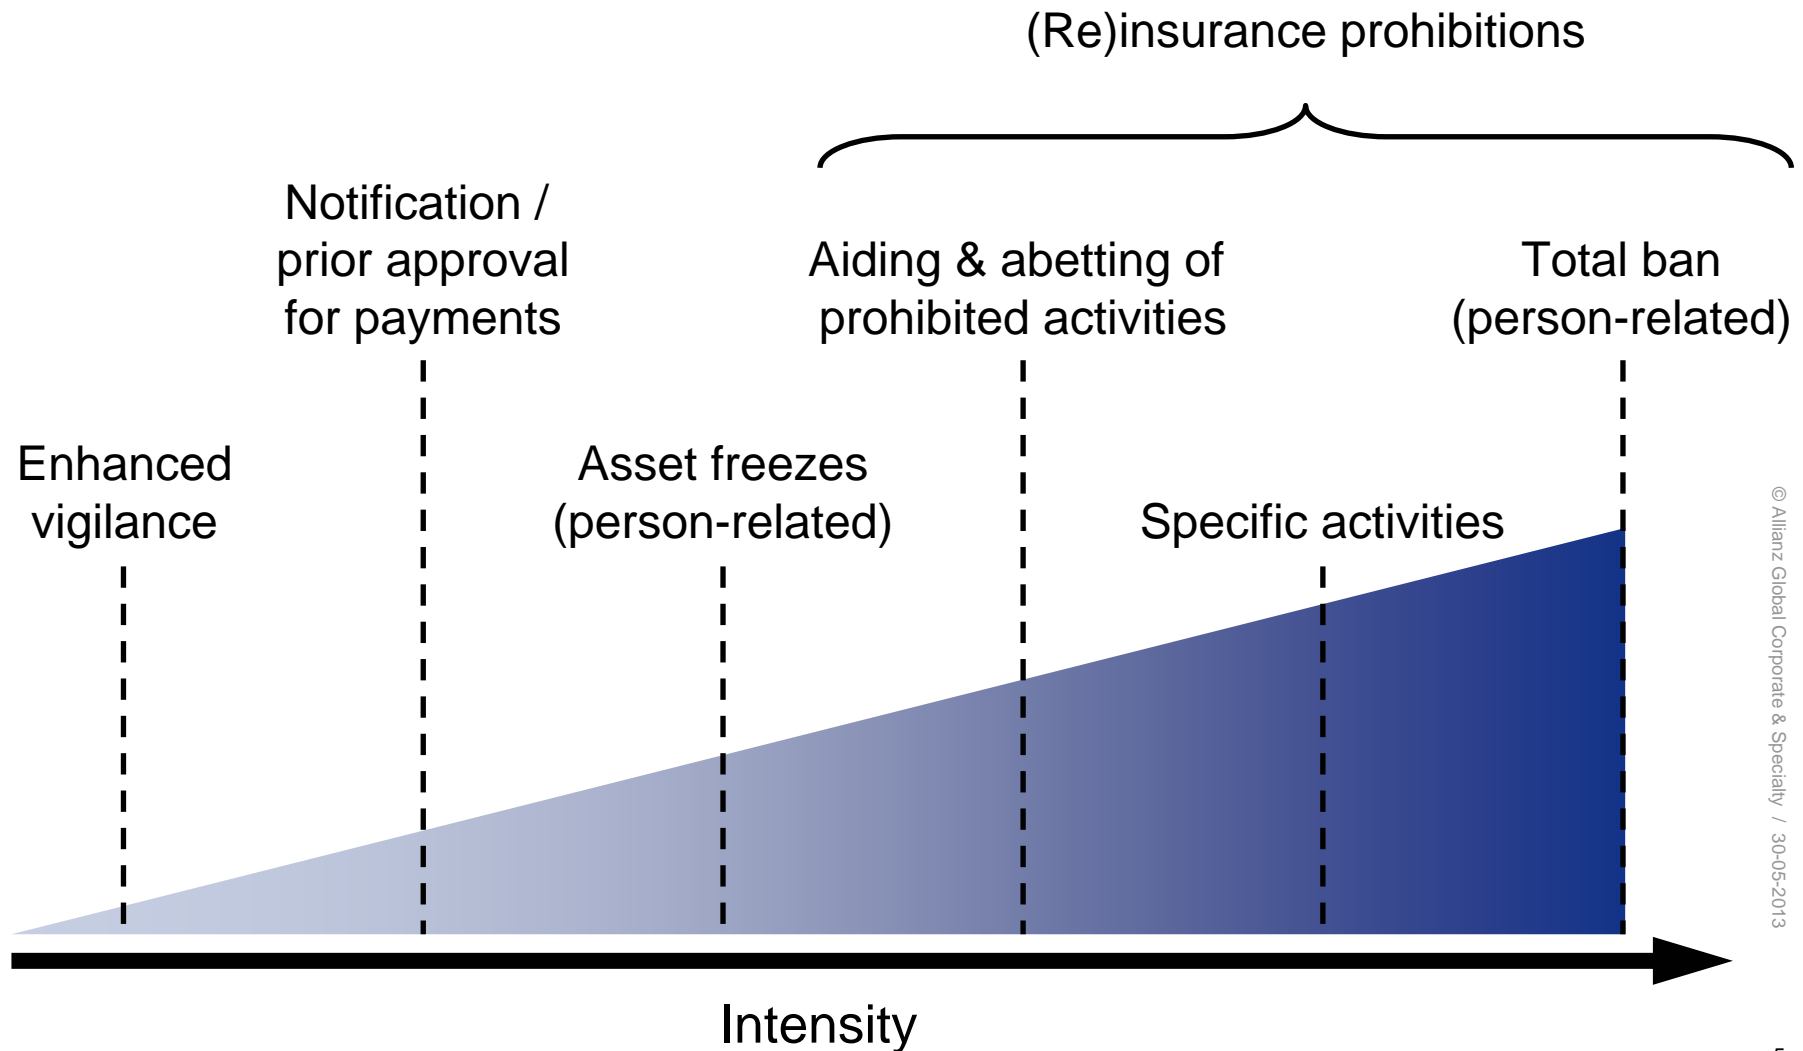 (Re)insurance prohibitions
Notification /
prior approval
for payments
Aiding & abetting of
prohibited activities
Total ban
(person-related)
Enhanced
vigilance
Asset freezes
(person-related)
Specific activities
Intensity
© Allianz Global Corporate & Specialty / 30-05-2013